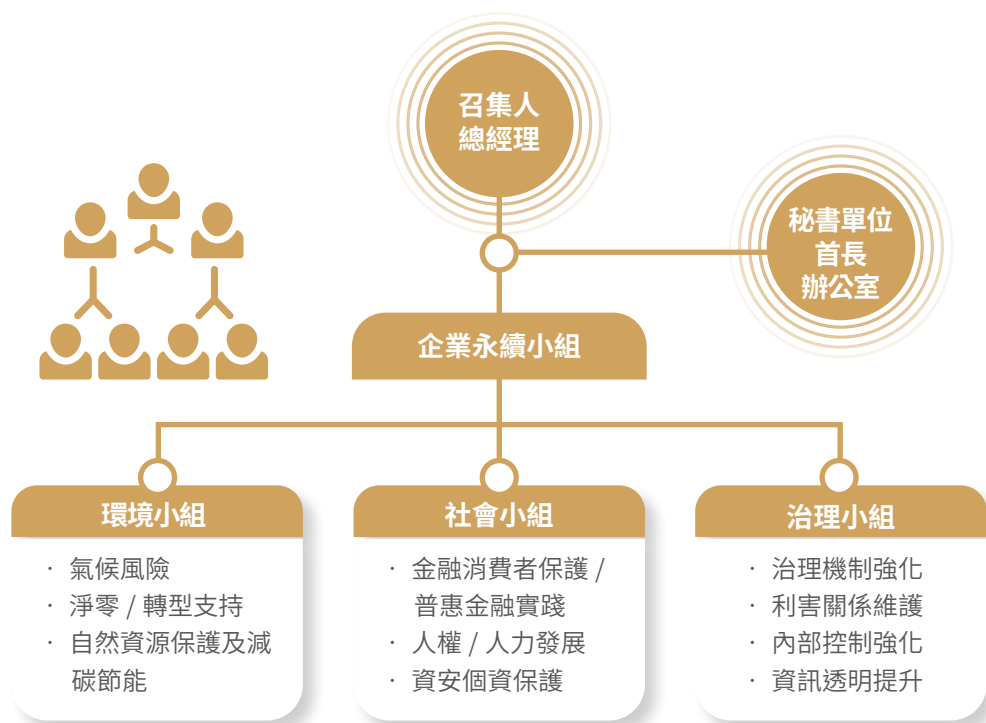 召集人
總經理
秘書單位
首長
辦公室
企業永續小組
環境小組
· 氣候風險
· 淨零 / 轉型支持
· 自然資源保護及減
碳節能
社會小組
· 金融消費者保護 /
普惠金融實踐
· 人權 / 人力發展
· 資安個資保護
治理小組
· 治理機制強化
· 利害關係維護
· 內部控制強化
· 資訊透明提升